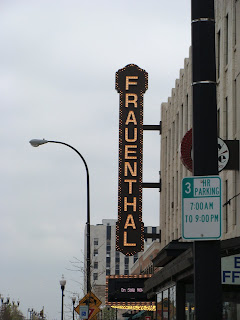 FRAUENTHAL
3 HR
PARKING
7:00AM
TO 9:00PM